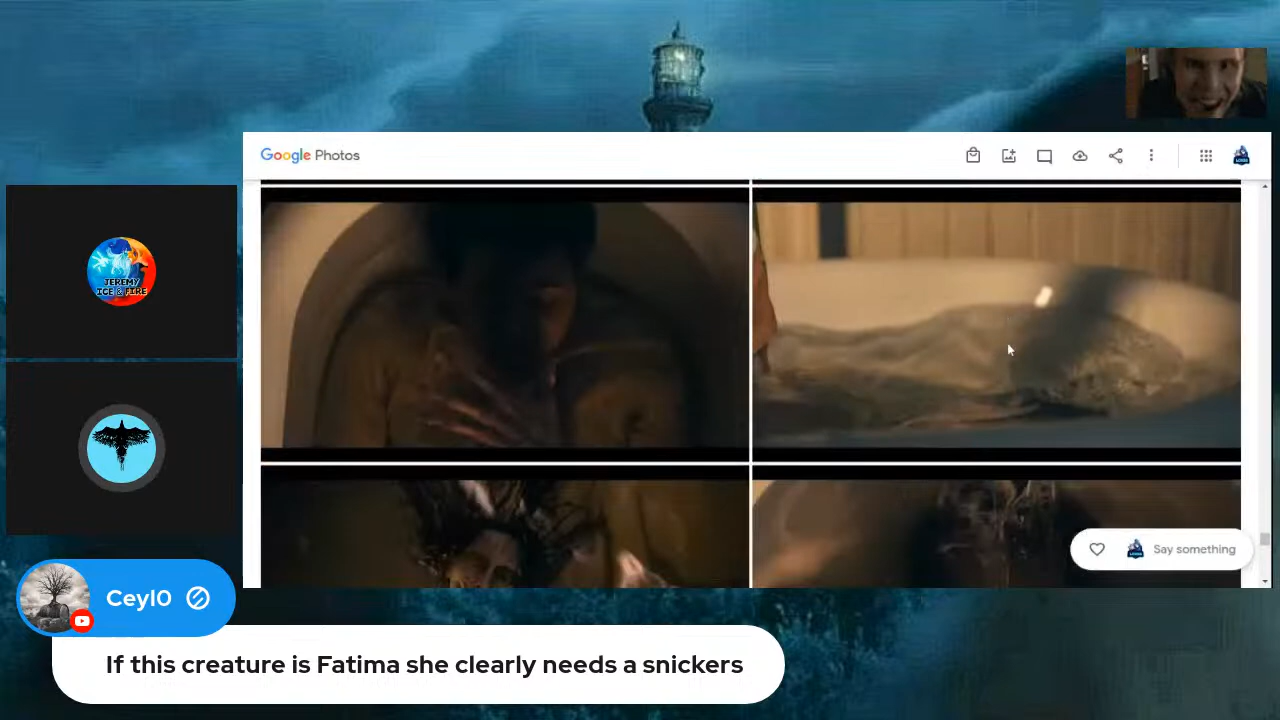 Google Photos
JEREMY
ICE & FIRE
Say something
Ceyl0
If this creature is Fatima she clearly needs a snickers